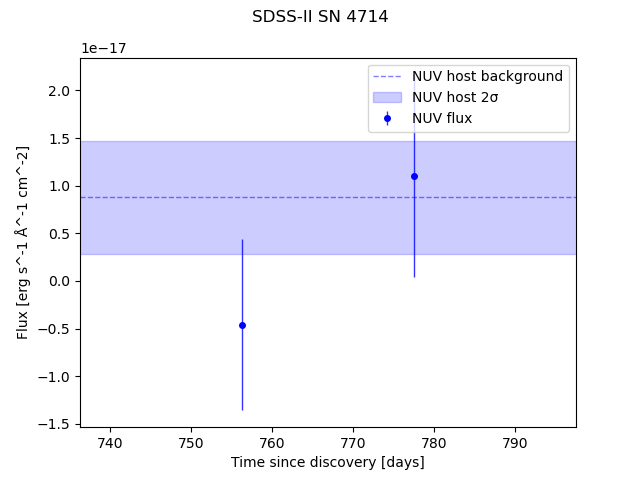 SDSS-II SN 4714
1e−17
NUV host background
NUV host 2σ
NUV flux
2.0
1.5
1.0
0.5
0.0
−0.5
−1.0
−1.5
Flux [erg s^-1 Å^-1 cm^-2]
740 750 760 770 780 790
Time since discovery [days]